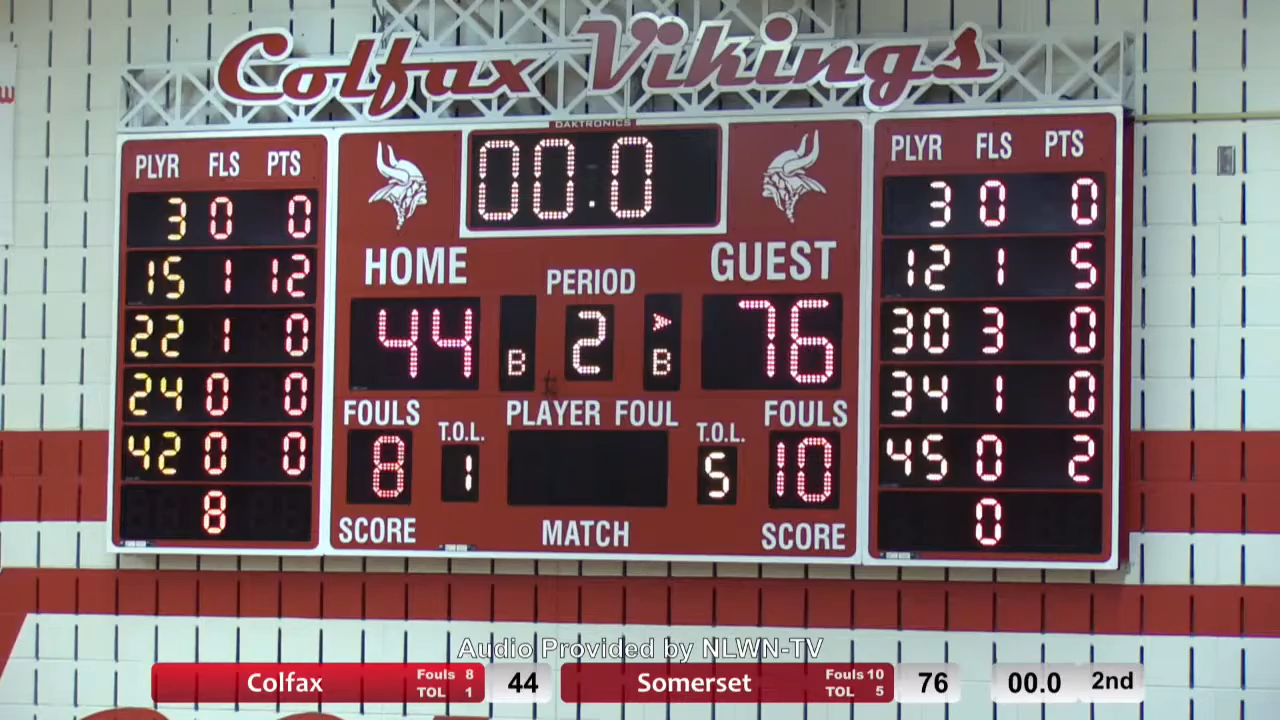 Colfax Vikings
DAKTRONICS
PLYR FLS PTS
3 0 0
15 1 12
22 1 0
24 0 0
42 0 0
8
00.0
HOME
PERIOD
GUEST
44
B
2
B
76
FOULS
PLAYER FOUL
FOULS
8
T.O.L.
1
T.O.L.
5
10
SCORE
MATCH
SCORE
PLYR FLS PTS
3 0 0
12 1 5
30 3 0
34 1 0
45 0 2
0
Audio Provided by NLWN-TV
Colfax Fouls 8 TOL 1 44 Somerset Fouls 10 TOL 5 76 00.0 2nd